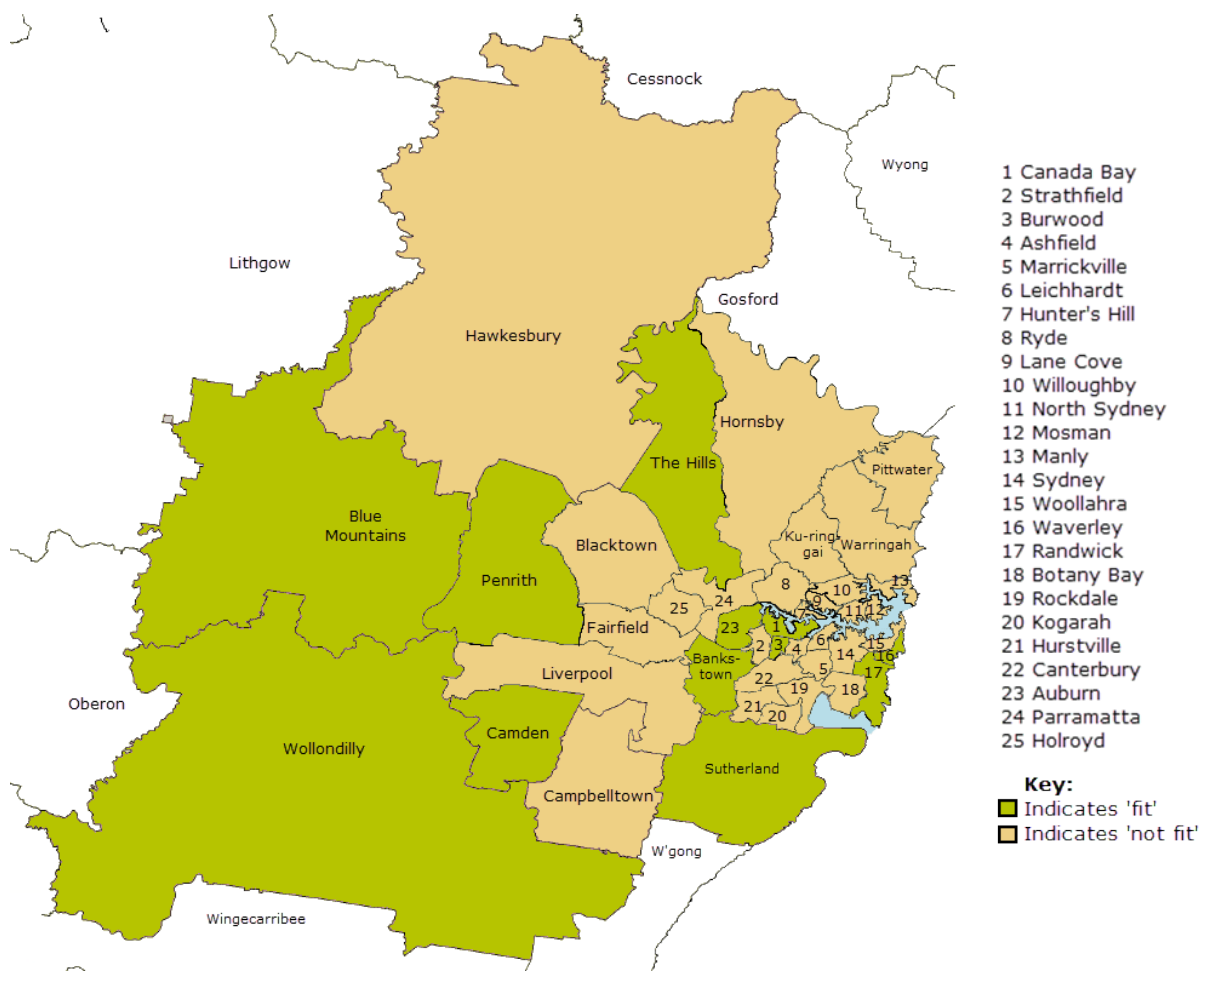 Cessnock
Wyong
Lithgow
Gosford
Hawkesbury
Hornsby
The Hills
Pittwater
Blue
Mountains
Ku-ring-
gai
Warringah
Blacktown
Penrith
8
10
13
9
24
25
7
11
12
Fairfield
23
1
2
3
4
6
14
15
16
Banks-
town
Liverpool
5
17
22
19
18
21
20
Oberon
Camden
Wollondilly
Sutherland
Campbelltown
W'gong
Wingecarribee
1 Canada Bay
2 Strathfield
3 Burwood
4 Ashfield
5 Marrickville
6 Leichhardt
7 Hunter's Hill
8 Ryde
9 Lane Cove
10 Willoughby
11 North Sydney
12 Mosman
13 Manly
14 Sydney
15 Woollahra
16 Waverley
17 Randwick
18 Botany Bay
19 Rockdale
20 Kogarah
21 Hurstville
22 Canterbury
23 Auburn
24 Parramatta
25 Holroyd
Key:
Indicates 'fit'
Indicates 'not fit'